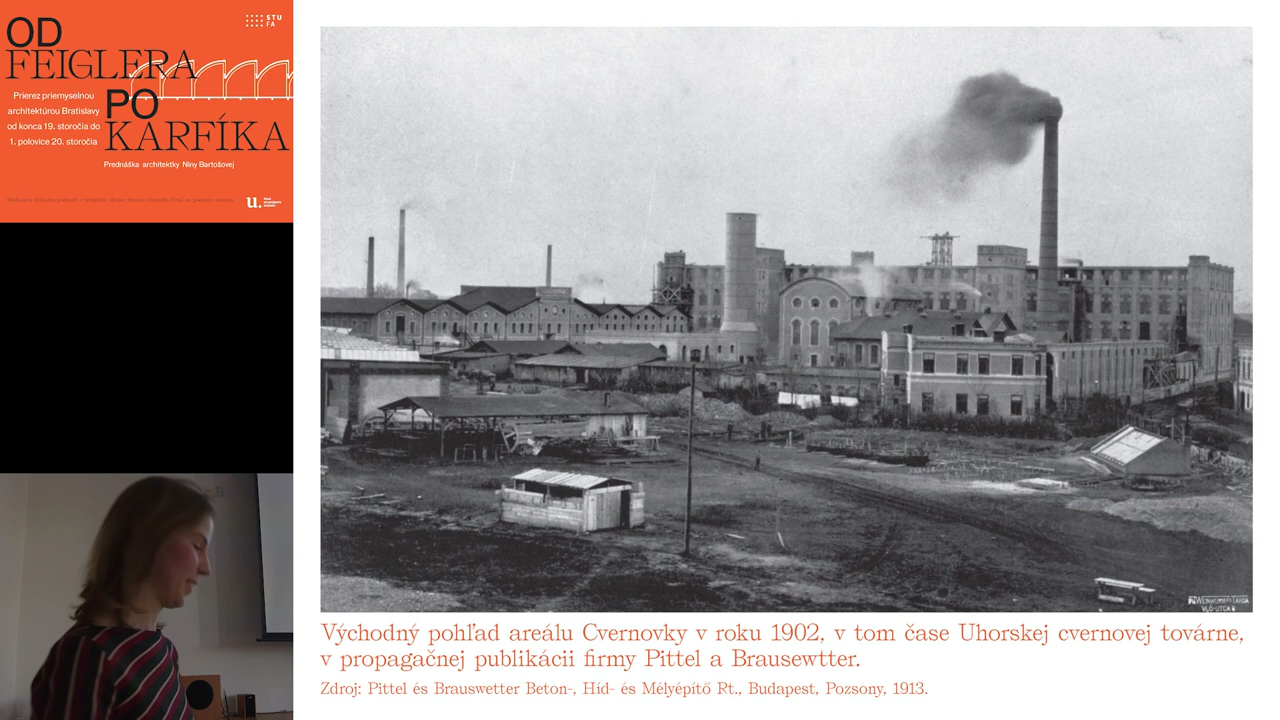 OD
FEIGLERA
PO
KARFÍKA
Prierez priemyselnou
architektúrou Bratislavy
od konca 19. storočia do
1. polovice 20. storočia
Prednáška architektky Niny Bartošovej
STU
FA
u.
Východný pohľad areálu Cvernovky v roku 1902, v tom čase Uhorskej cvernovej továrne,
v propagačnej publikácii firmy Pittel a Brausewtter.
Zdroj: Pittel és Brauswetter Beton-, Híd- és Mélyépítő Rt., Budapest, Pozsony, 1913.